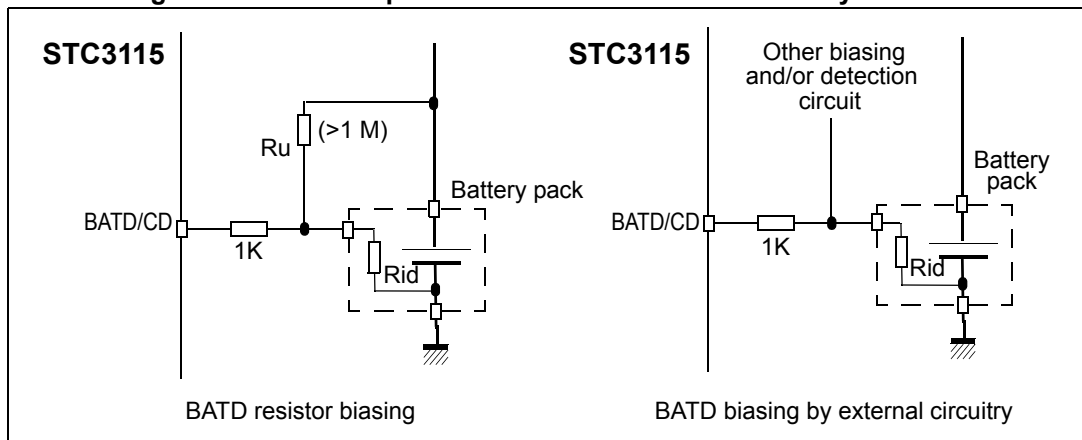 STC3115
Ru
(>1 M)
BATD/CD
1K
Battery pack
Rid
BATD resistor biasing
STC3115
Other biasing
and/or detection
circuit
BATD/CD
1K
Battery
pack
Rid
BATD biasing by external circuitry